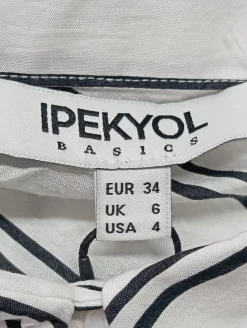 IPEKYOL
BASICS
EUR 34
UK 6
USA 4